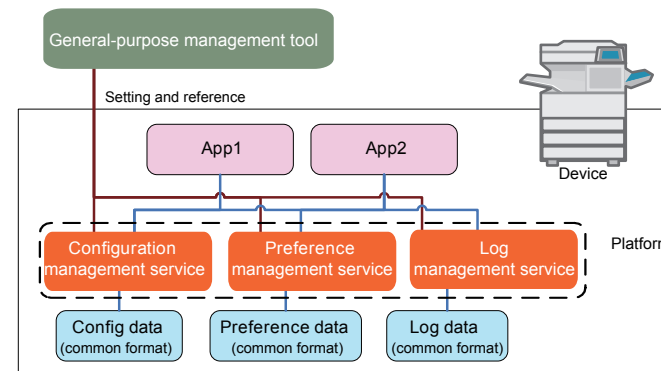 General-purpose management tool
Setting and reference
App1
App2
Device
Configuration
management service
Preference
management service
Log
management service
Platform
Config data
(common format)
Preference data
(common format)
Log data
(common format)